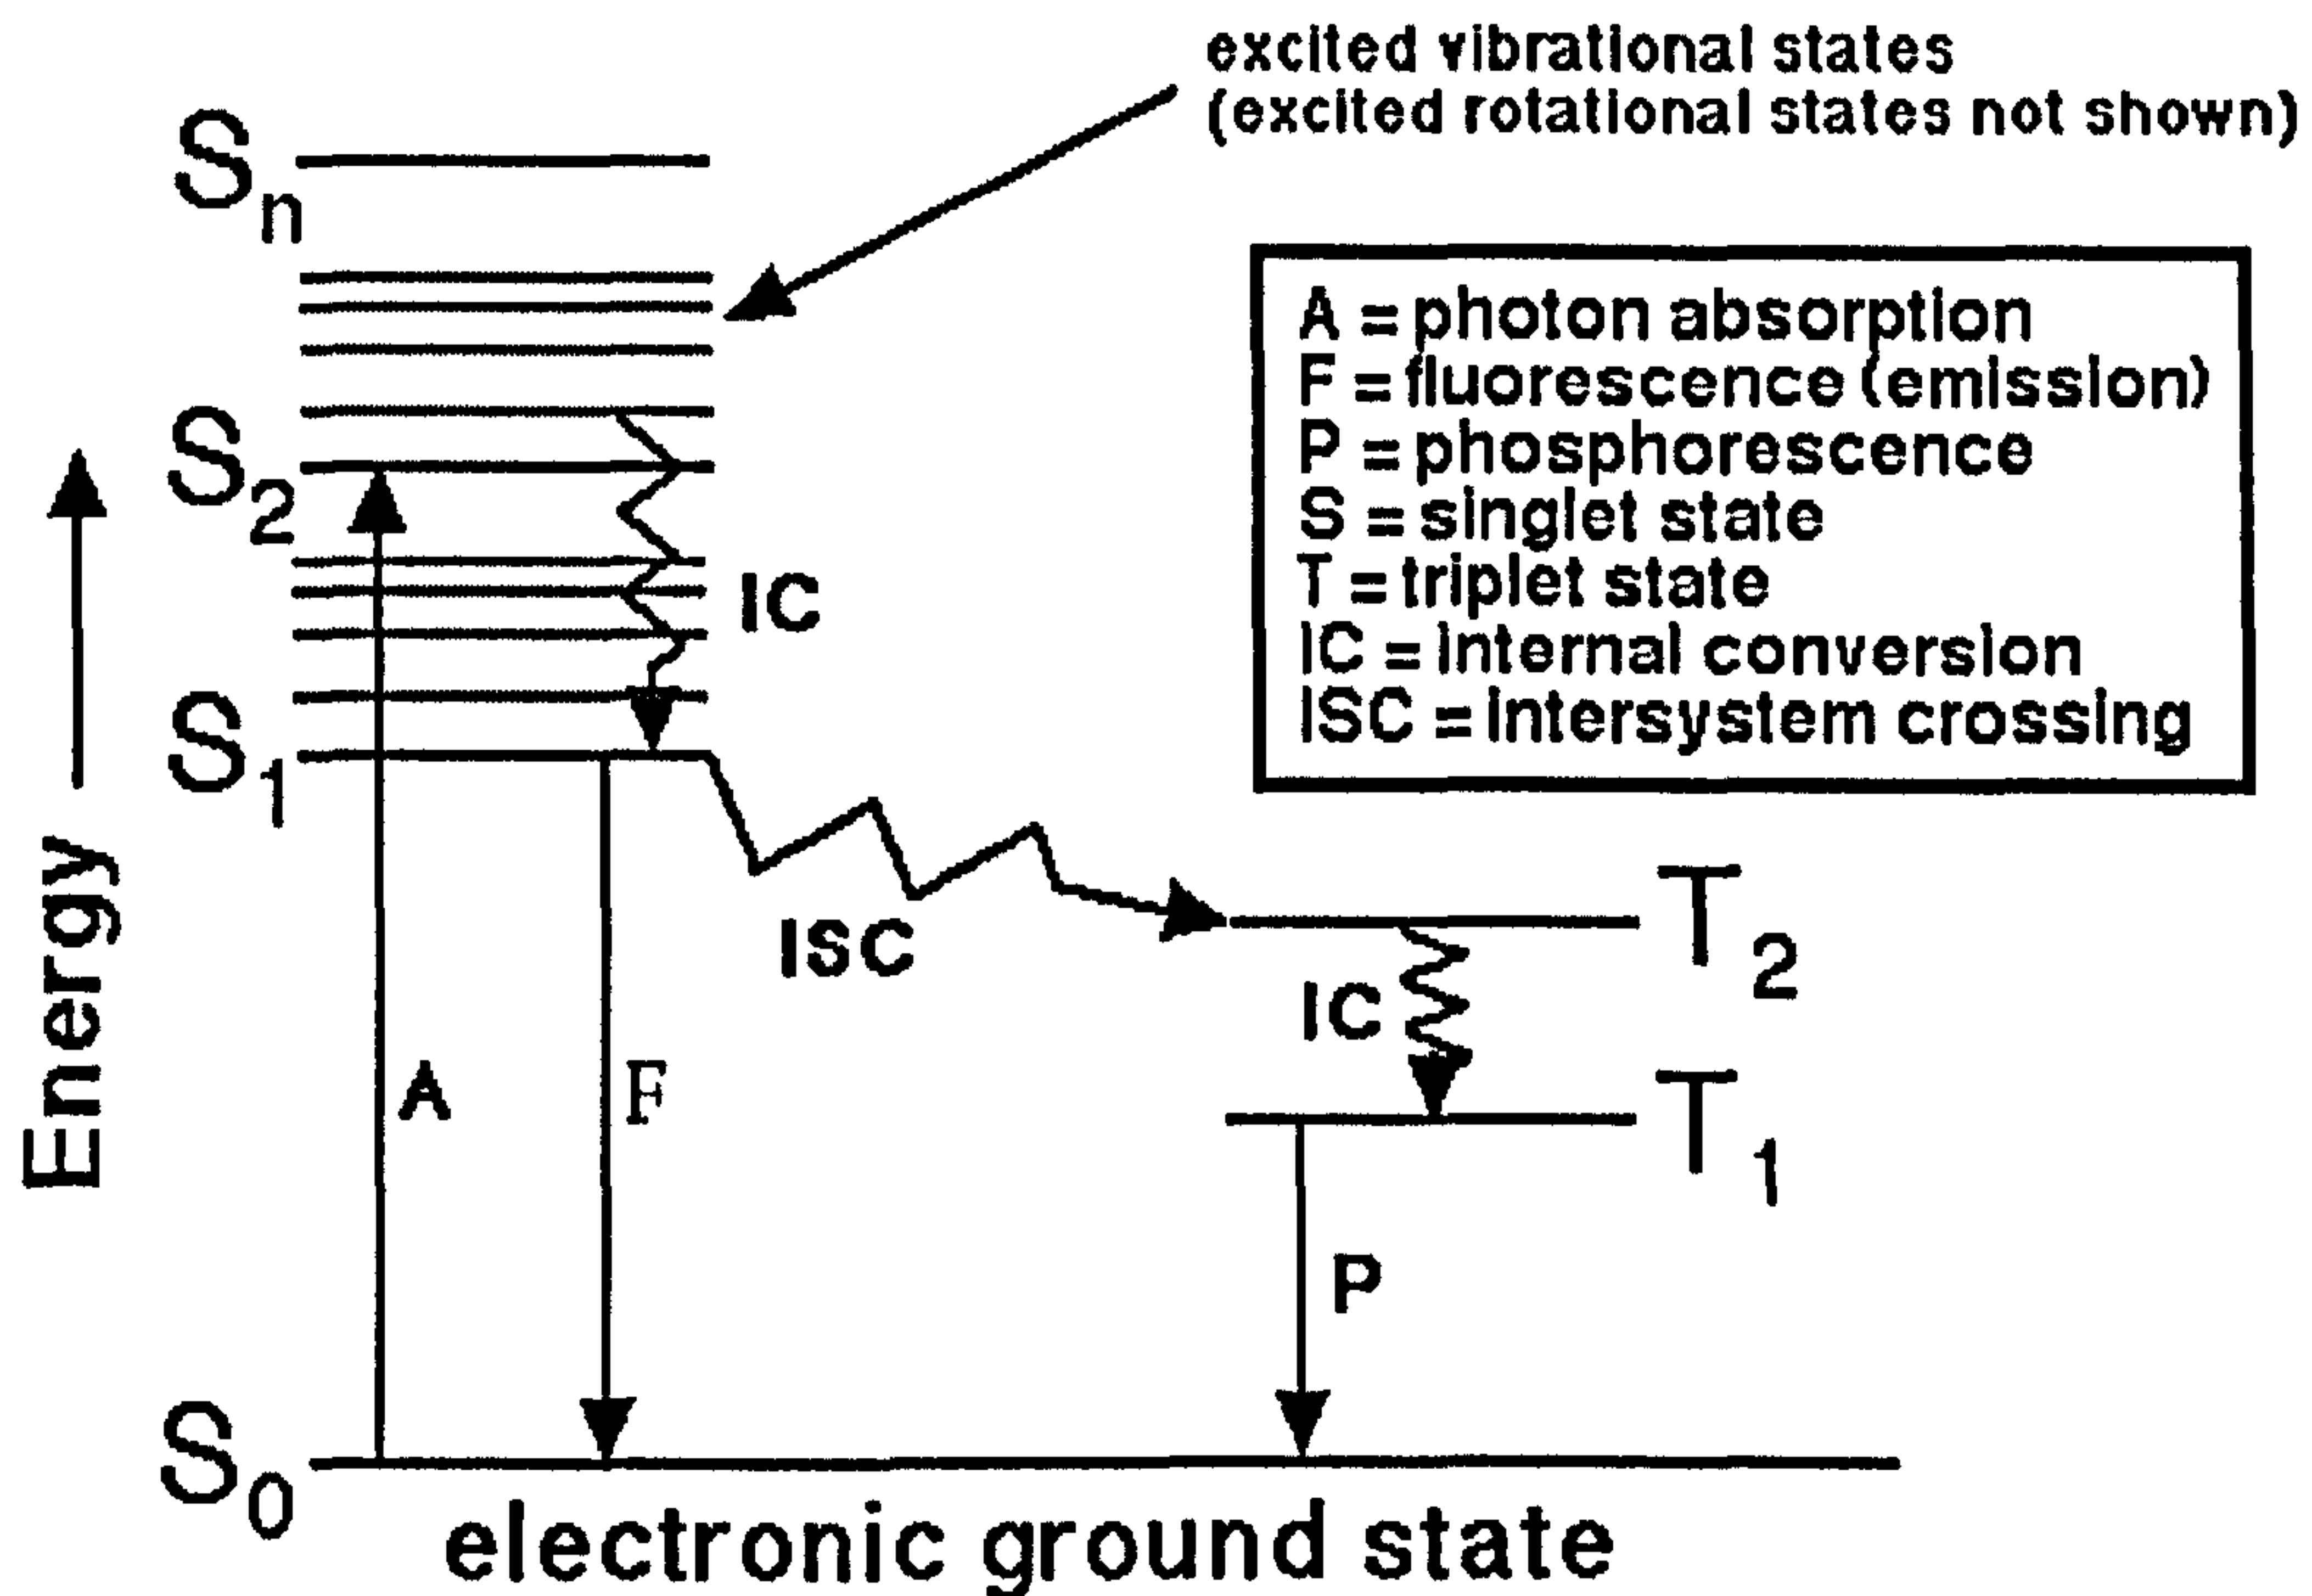 excited vibrational states
(excited rotational states not shown)
Sn
A = photon absorption
F = fluorescence (emission)
P = phosphorescence
S = singlet state
T = triplet state
IC = internal conversion
ISC = intersystem crossing
S2
IC
S1
Energy
ISC
T2
IC
A
F
T1
P
S0
electronic ground state